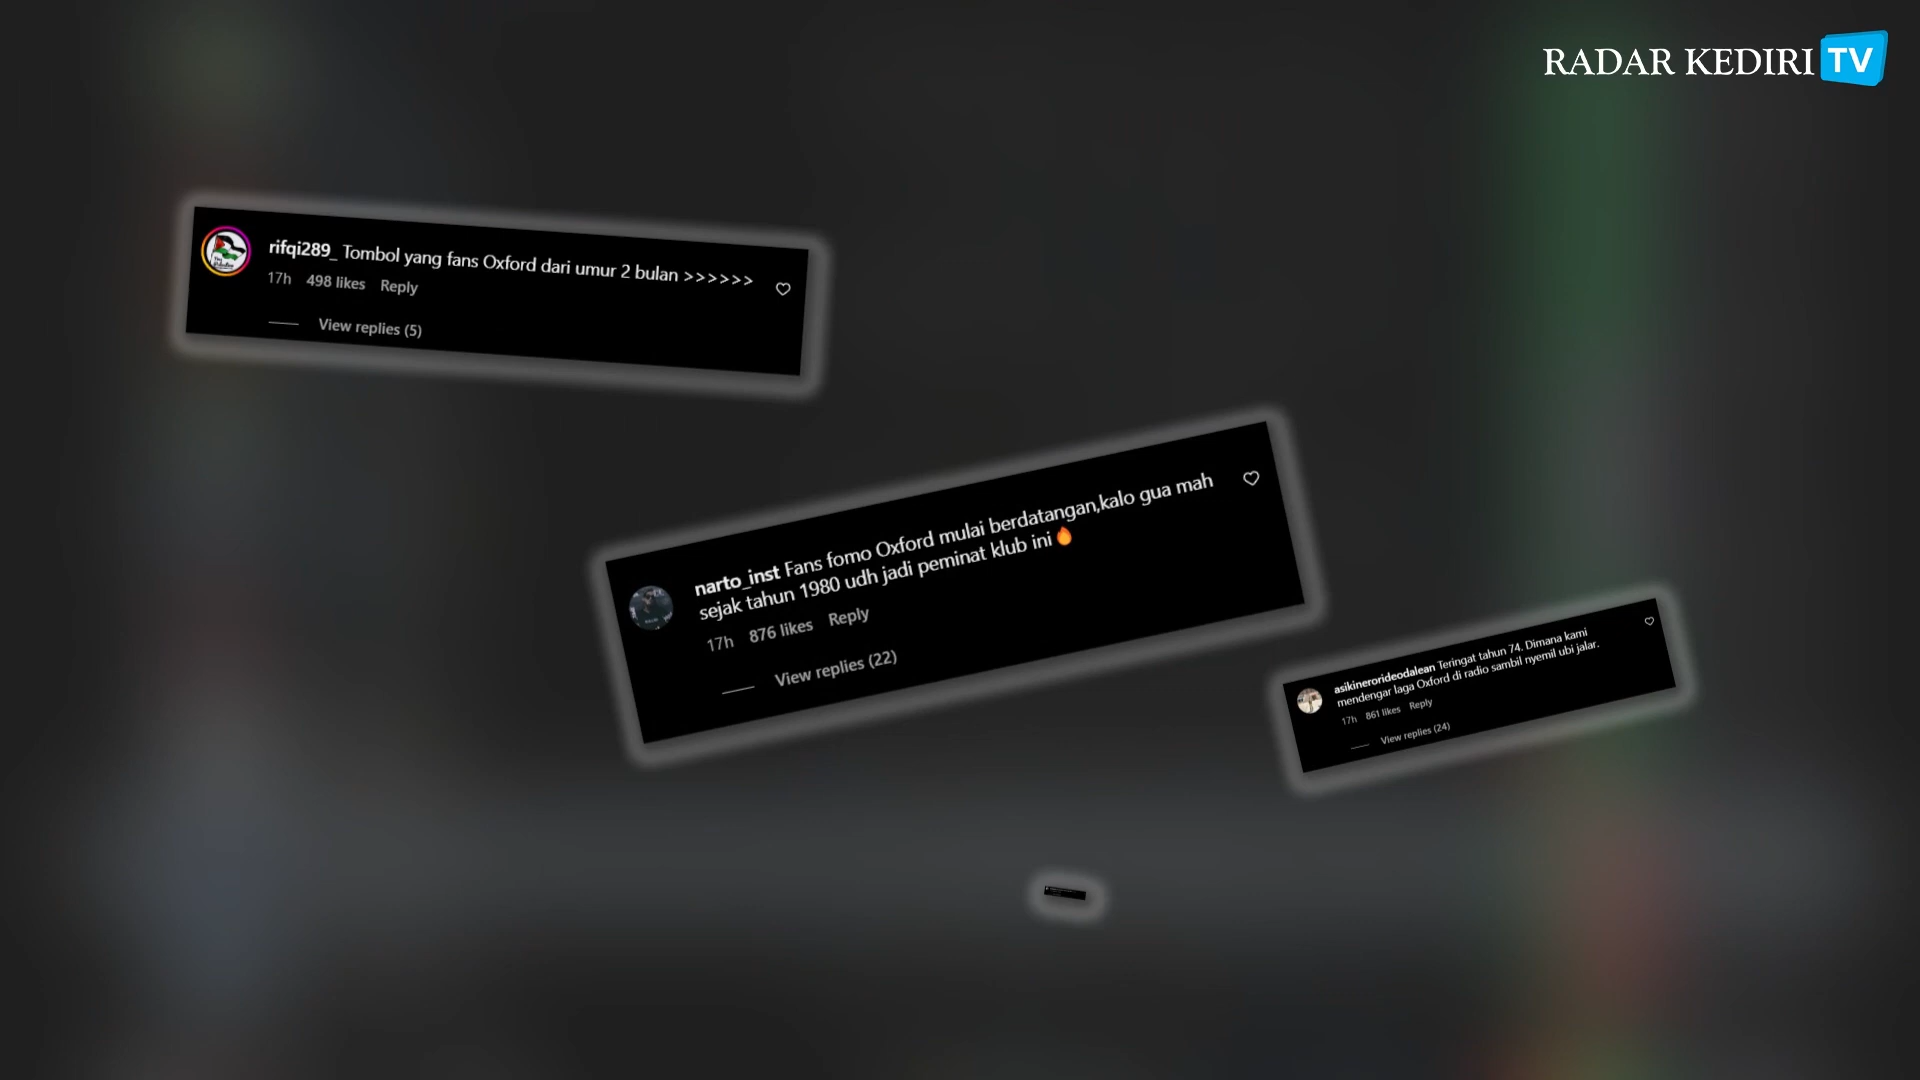 RADAR KEDIRI TV
rifqi289_ Tombol yang fans Oxford dari umur 2 bulan >>>>>>
17h 498 likes Reply
View replies (5)
narto_inst Fans fomo Oxford mulai berdatangan,kalo gua mah
sejak tahun 1980 udh jadi peminat klub ini🔥
17h 876 likes Reply
View replies (22)
asikinerorideodalean Teringat tahun 74. Dimana kami
mendengar laga Oxford di radio sambil nyemil ubi jalar.
17h 861 likes Reply
View replies (24)